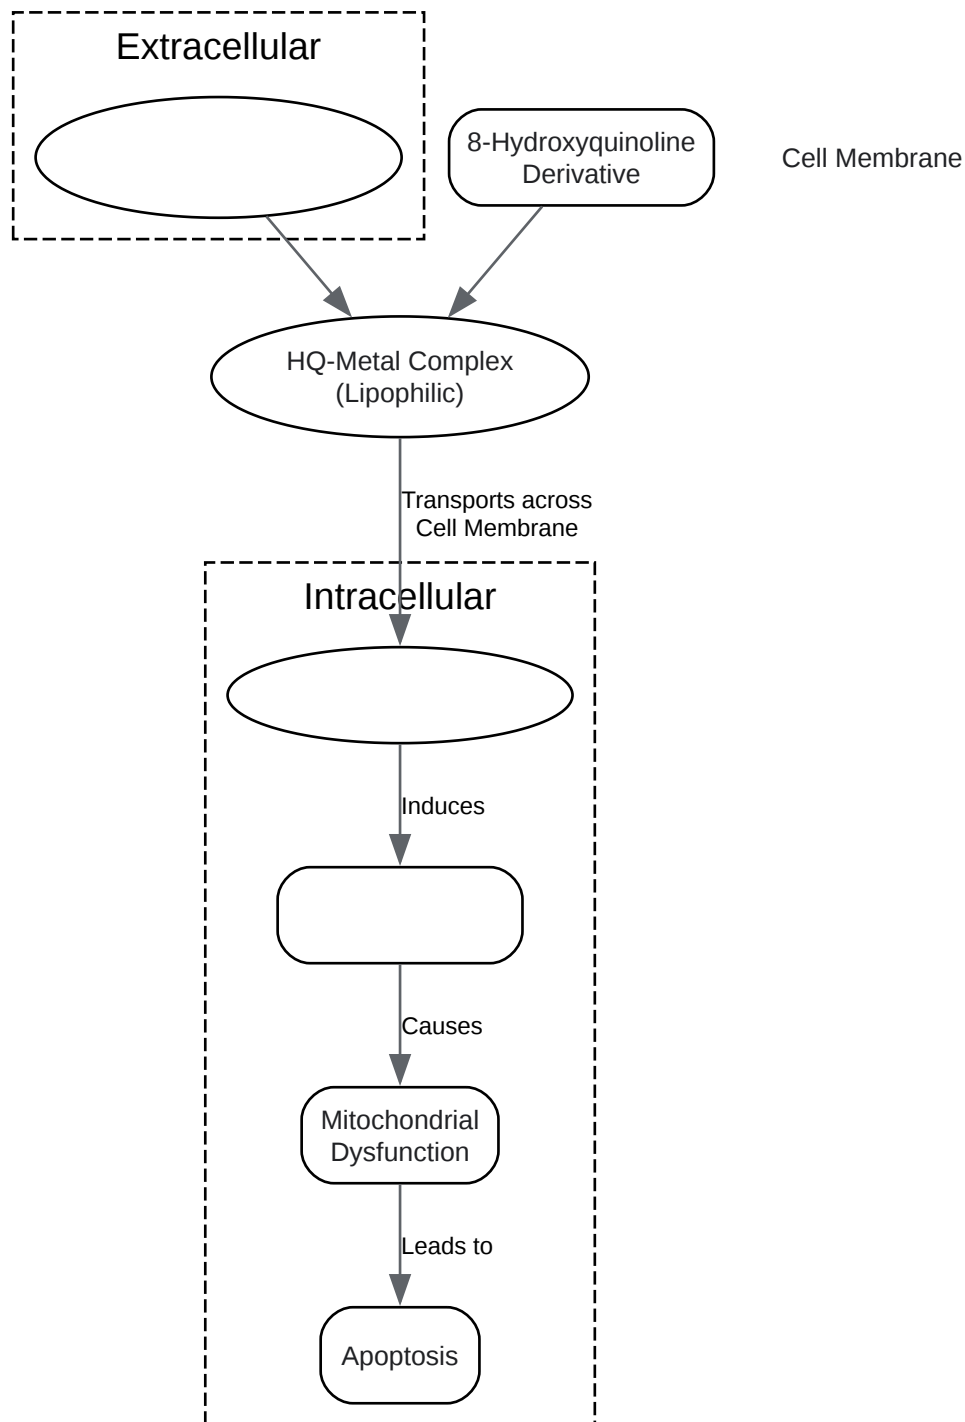 Extracellular
8-Hydroxyquinoline
Derivative
Cell Membrane
HQ-Metal Complex
(Lipophilic)
Transports across
Cell Membrane
Intracellular
Induces
Causes
Mitochondrial
Dysfunction
Leads to
Apoptosis